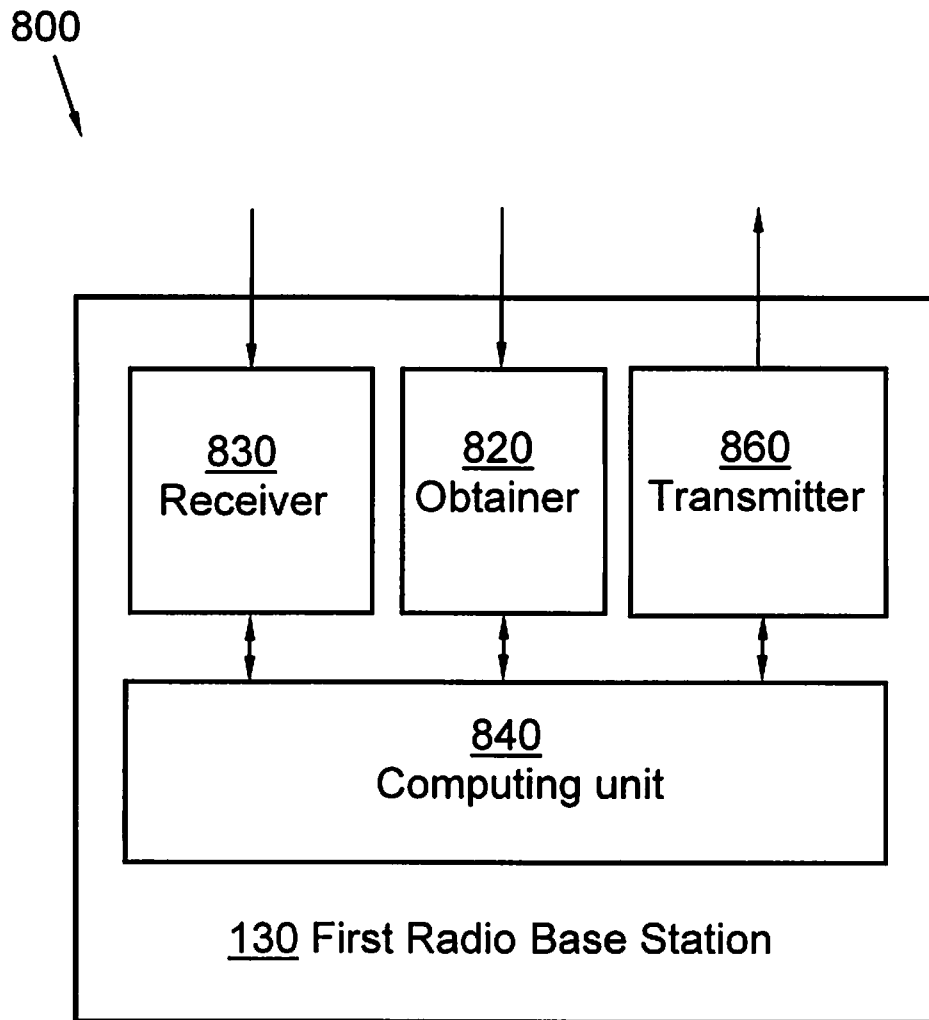 800
830
Receiver
820
Obtainer
860
Transmitter
840
Computing unit
130 First Radio Base Station